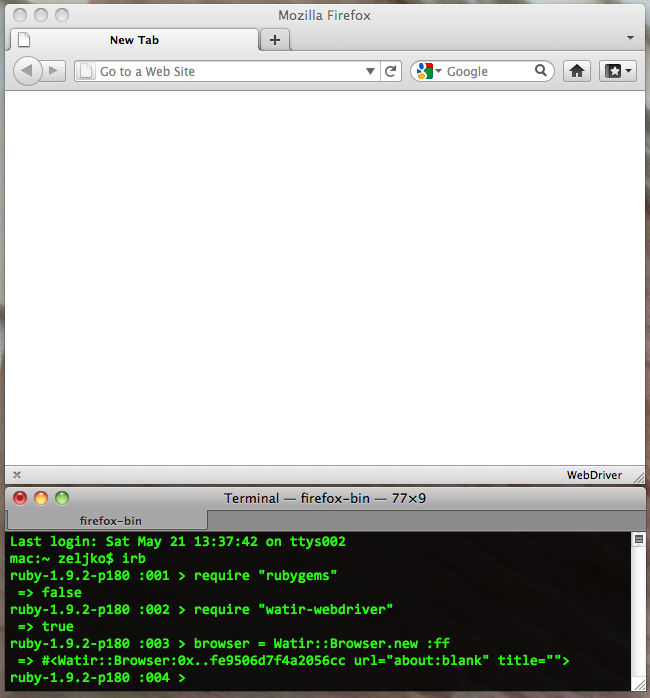 Mozilla Firefox
New Tab
Go to a Web Site
Google
WebDriver
Terminal — firefox-bin — 77×9
firefox-bin
Last login: Sat May 21 13:37:42 on ttys002
mac:~ zeljko$ irb
ruby-1.9.2-p180 :001 > require "rubygems"
 => false
ruby-1.9.2-p180 :002 > require "watir-webdriver"
 => true
ruby-1.9.2-p180 :003 > browser = Watir::Browser.new :ff
 => #<Watir::Browser:0x..fe9506d7f4a2056cc url="about:blank" title="">
ruby-1.9.2-p180 :004 >